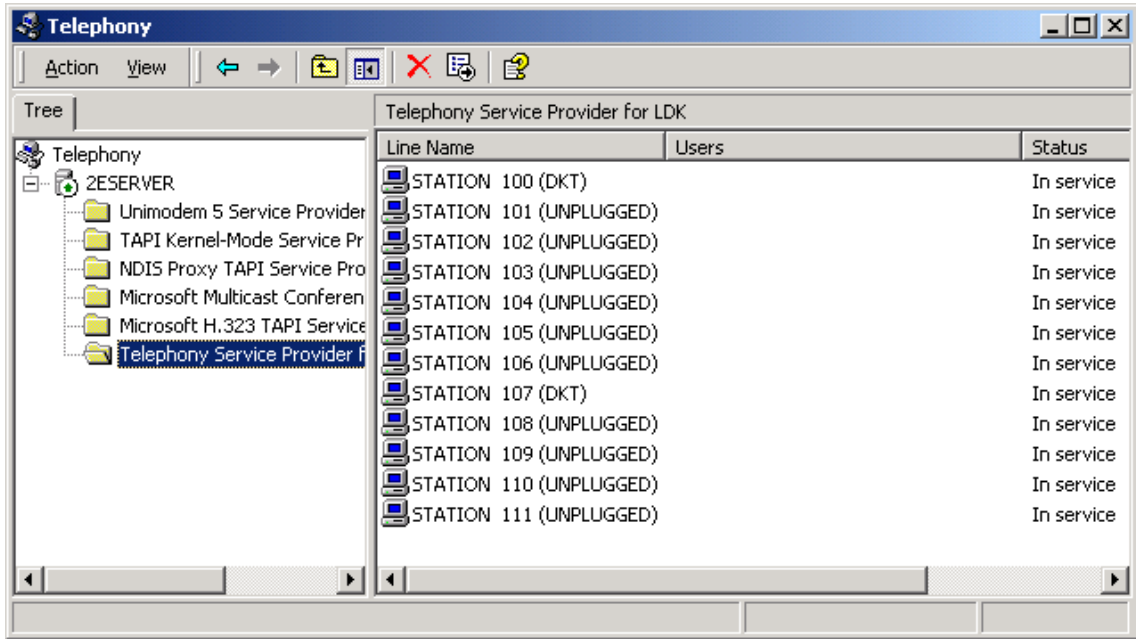 Telephony
Action View
Tree
Telephony Service Provider for LDK
Telephony
2ESERVER
Unimodem 5 Service Provider
TAPI Kernel-Mode Service Pr
NDIS Proxy TAPI Service Pro
Microsoft Multicast Conferen
Microsoft H.323 TAPI Service
Telephony Service Provider f
Line Name Users Status
STATION 100 (DKT) In service
STATION 101 (UNPLUGGED) In service
STATION 102 (UNPLUGGED) In service
STATION 103 (UNPLUGGED) In service
STATION 104 (UNPLUGGED) In service
STATION 105 (UNPLUGGED) In service
STATION 106 (UNPLUGGED) In service
STATION 107 (DKT) In service
STATION 108 (UNPLUGGED) In service
STATION 109 (UNPLUGGED) In service
STATION 110 (UNPLUGGED) In service
STATION 111 (UNPLUGGED) In service